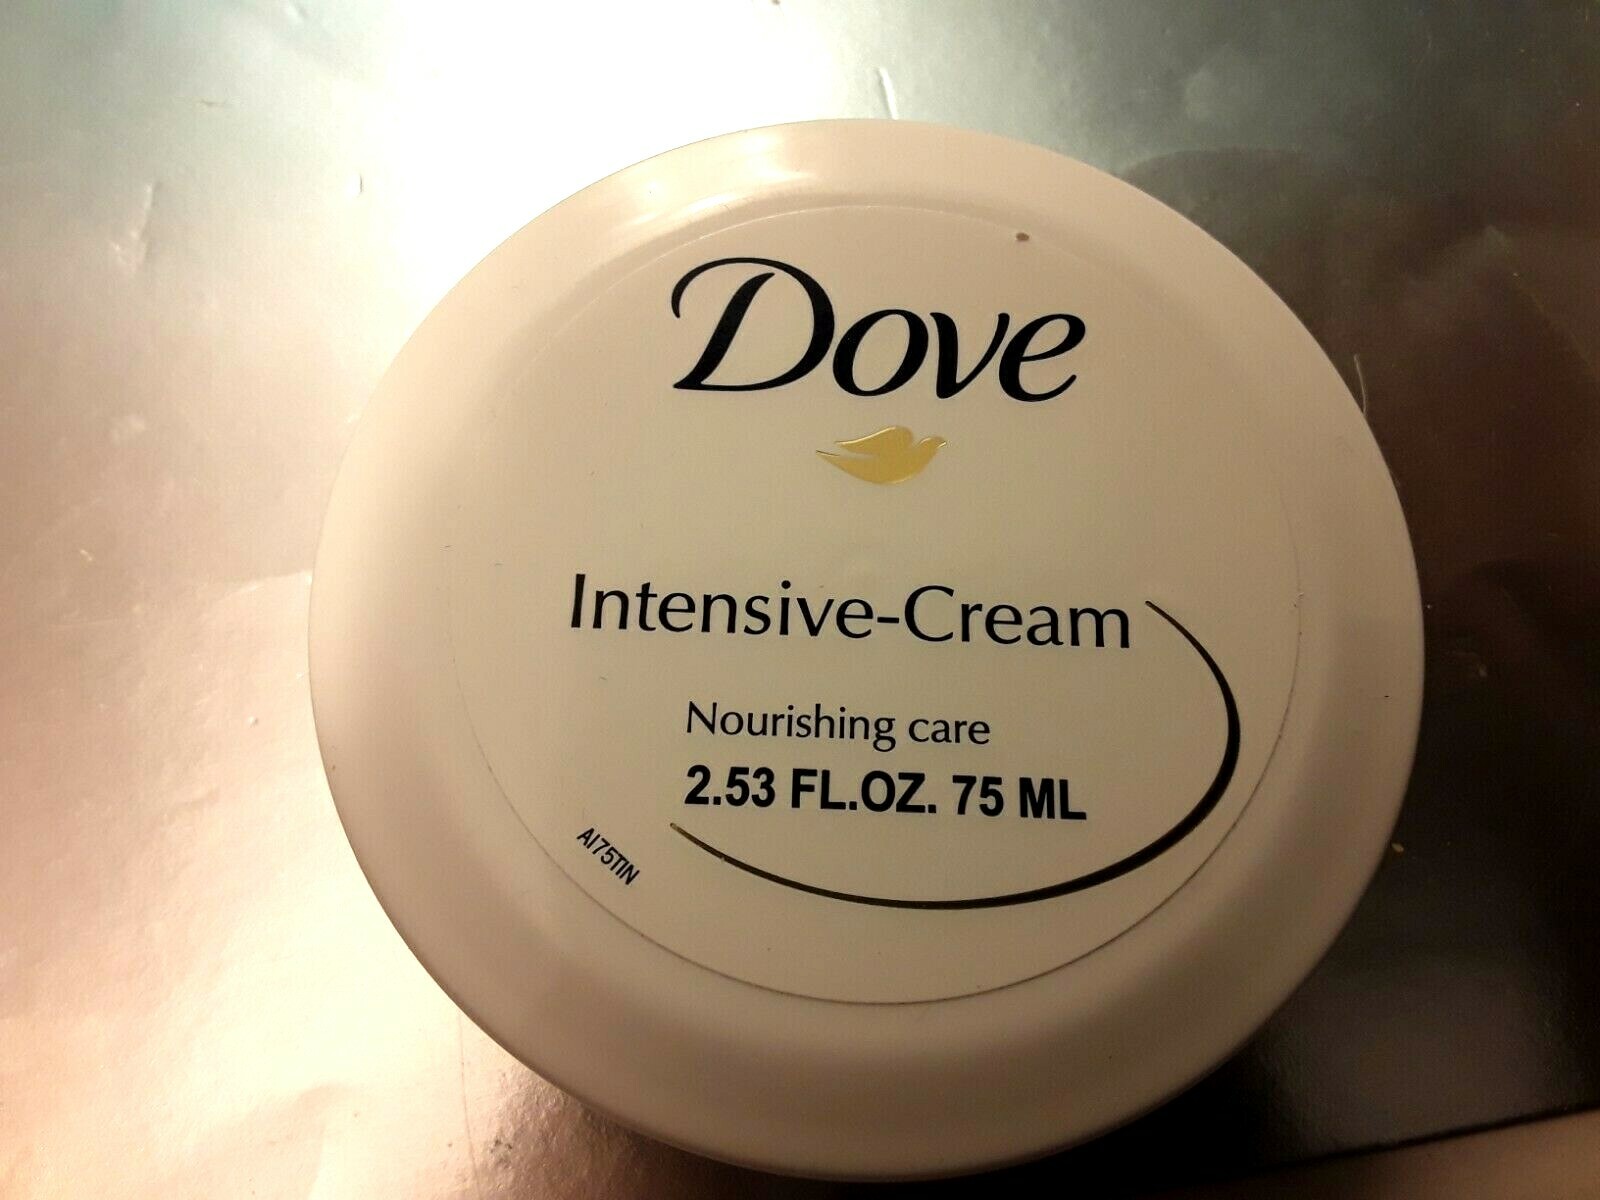 Dove
Intensive-Cream
Nourishing care
2.53 FL.OZ. 75 ML
AI75TIN